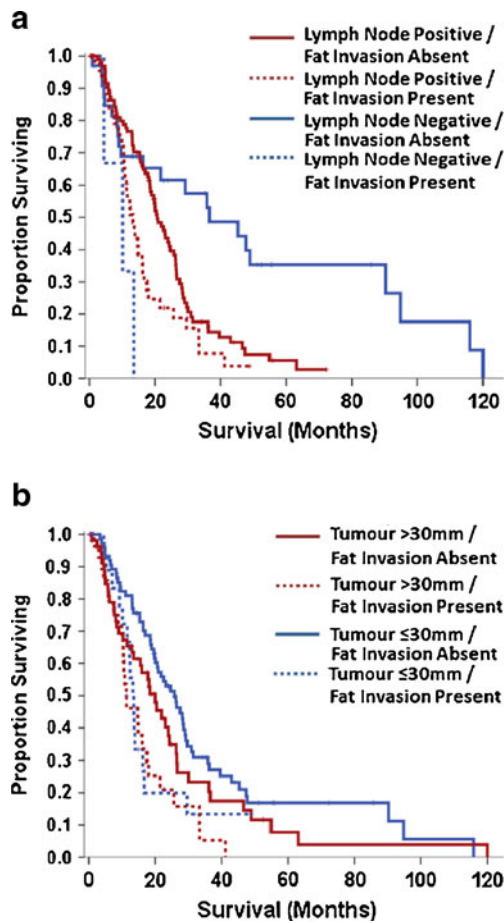 a
Lymph Node Positive /
Fat Invasion Absent
Lymph Node Positive /
Fat Invasion Present
Lymph Node Negative /
Fat Invasion Absent
Lymph Node Negative /
Fat Invasion Present
Proportion Surviving
1.0
0.9
0.8
0.7
0.6
0.5
0.4
0.3
0.2
0.1
0.0
0 20 40 60 80 100 120
Survival (Months)
b
Tumour >30mm /
Fat Invasion Absent
Tumour >30mm /
Fat Invasion Present
Tumour ≤30mm /
Fat Invasion Absent
Tumour ≤30mm /
Fat Invasion Present
Proportion Surviving
1.0
0.9
0.8
0.7
0.6
0.5
0.4
0.3
0.2
0.1
0.0
0 20 40 60 80 100 120
Survival (Months)